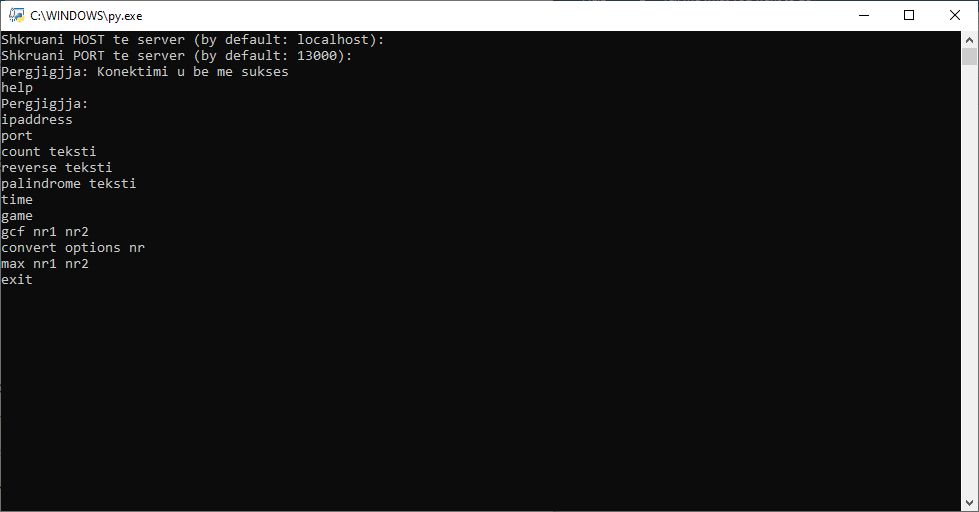 C:\WINDOWS\py.exe
Shkruani HOST te server (by default: localhost):
Shkruani PORT te server (by default: 13000):
Pergjigjja: Konektimi u be me sukses
help
Pergjigjja:
ipaddress
port
count teksti
reverse teksti
palindrome teksti
time
game
gcf nr1 nr2
convert options nr
max nr1 nr2
exit